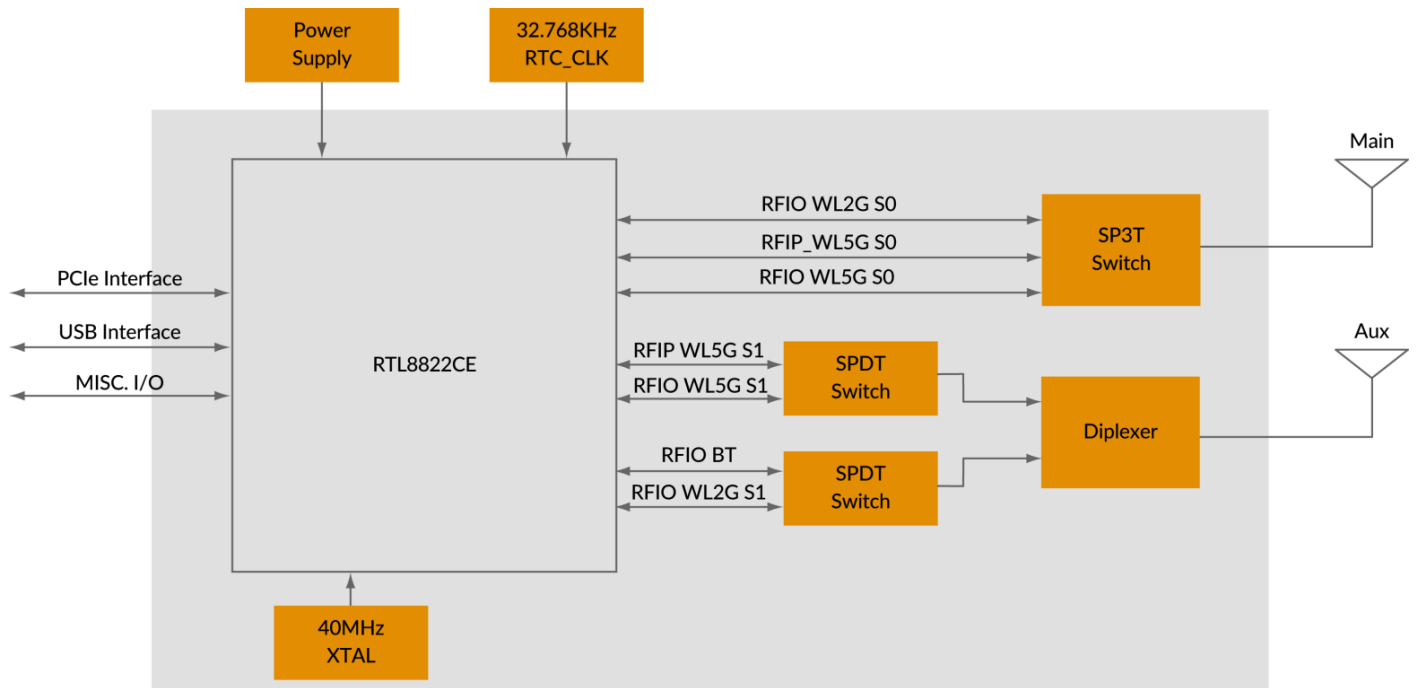 Power
Supply
32.768KHz
RTC_CLK
Main
RFIO WL2G S0
RFIP_WL5G S0
RFIO WL5G S0
SP3T
Switch
PCIe Interface
USB Interface
MISC. I/O
RTL8822CE
RFIP WL5G S1
RFIO WL5G S1
SPDT
Switch
Aux
Diplexer
RFIO BT
RFIO WL2G S1
SPDT
Switch
40MHz
XTAL